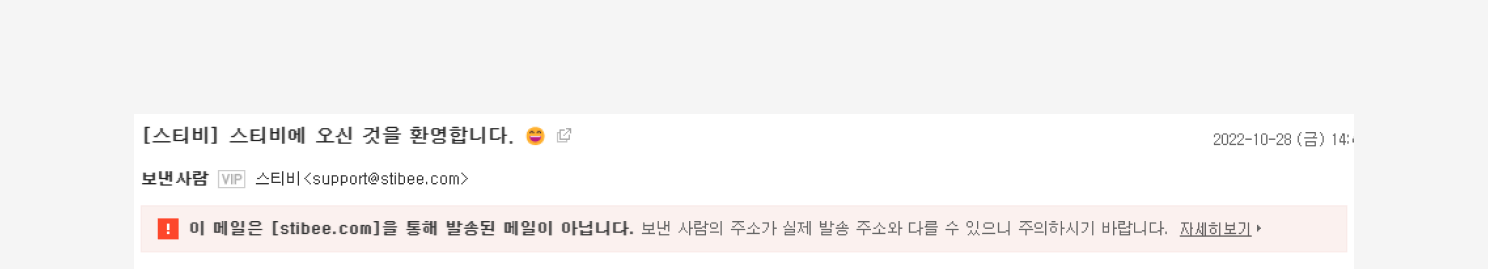 [스티비] 스티비에 오신 것을 환영합니다. 😄
2022-10-28 (금) 14:
보낸사람 VIP 스티비<support@stibee.com>
! 이 메일은 [stibee.com]을 통해 발송된 메일이 아닙니다. 보낸 사람의 주소가 실제 발송 주소와 다를 수 있으니 주의하시기 바랍니다. 자세히보기